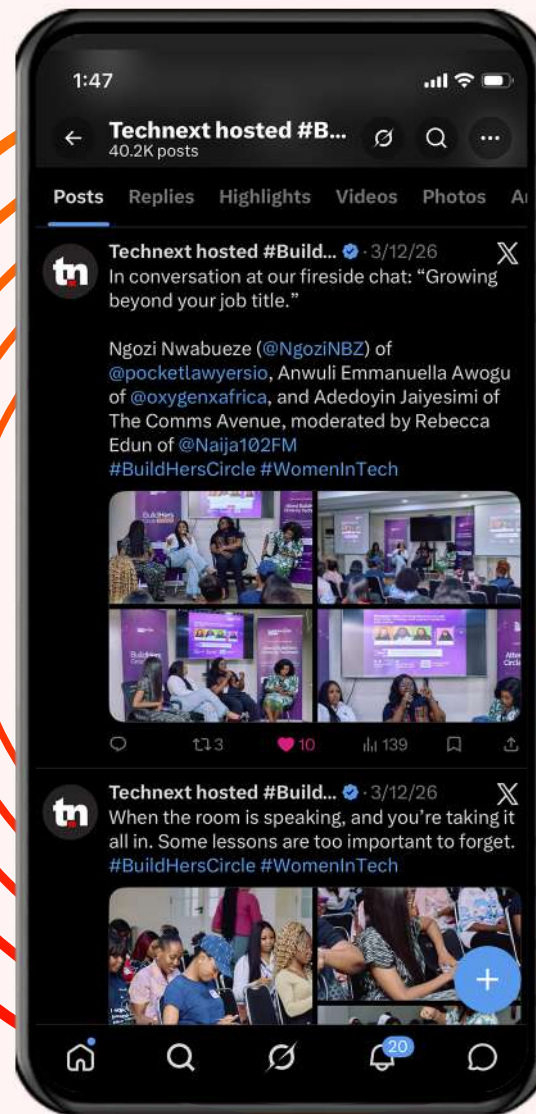 1:47
Technext hosted #B...
40.2K posts
Posts Replies Highlights Videos Photos
Technext hosted #Build... · 3/12/26
tn
In conversation at our fireside chat: “Growing
beyond your job title.”
Ngozi Nwabueze (@NgoziNBZ) of
@pocketlawyersio, Anwuli Emmanuella Awogu
of @oxygenxafrica, and Adedoyin Jaiyesimi of
The Comms Avenue, moderated by Rebecca
Edun of @Naija102FM
#BuildHersCircle #WomenInTech
3 10 139
Technext hosted #Build... · 3/12/26
tn
When the room is speaking, and you’re taking it
all in. Some lessons are too important to forget.
#BuildHersCircle #WomenInTech
20